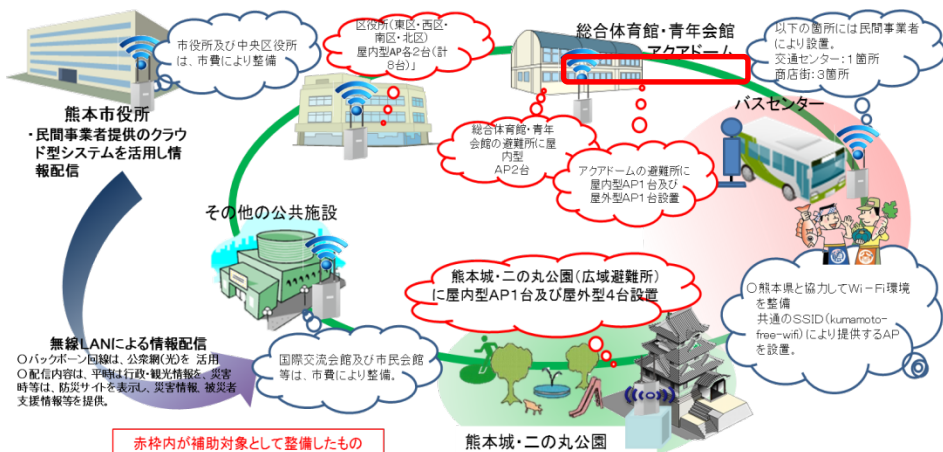 市役所及び中央区役所
は、市費により整備
熊本市役所
・民間事業者提供のクラウ
ド型システムを活用し情
報配信
区役所(東区・西区・
南区・北区)
屋内型AP各2台(計
8台)」
総合体育館・青年会館
アクアドーム
総合体育館・青年
会館の避難所に屋
内型
AP2台
アクアドームの避難所に
屋内型AP1台及び
屋外型AP1台設置
以下の箇所には民間事業者
により設置。
交通センター:1箇所
商店街:3箇所
バスセンター
その他の公共施設
熊本城・二の丸公園(広域避難所)
に屋内型AP1台及び屋外型4台設置
○熊本県と協力してWi-Fi環境
を整備
共通のSSID(kumamoto-
free-wifi)により提供するAP
を設置。
無線LANによる情報配信
○バックボーン回線は、公衆網(光)を 活用
○配信内容は、平時は行政・観光情報を、災害
時等は、防災サイトを表示し、災害情報、被災者
支援情報等を提供。
国際交流会館及び市民会館
等は、市費により整備。
熊本城・二の丸公園
赤枠内が補助対象として整備したもの